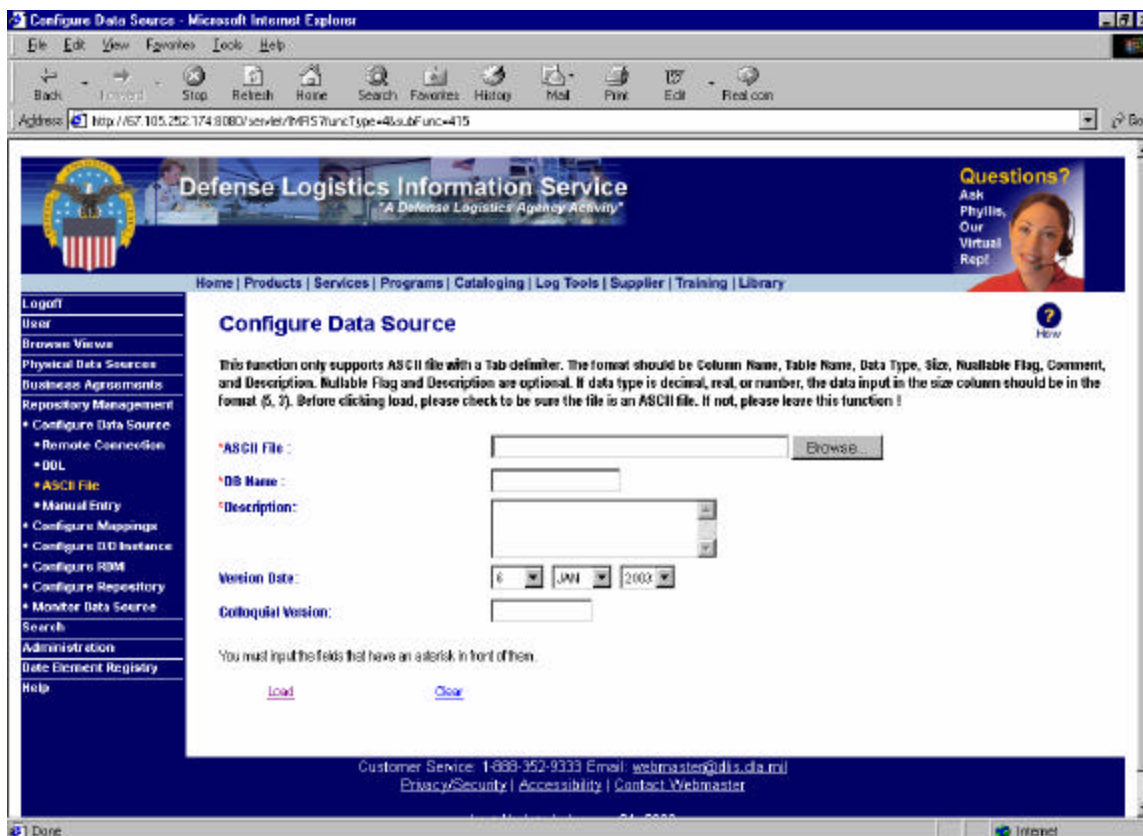 Configure Data Source - Microsoft Internet Explorer
File Edit View Favorites Tools Help
Back Forward Stop Refresh Home Search Favorites History Mail Print Edit Real.com
Address http://67.105.252.174:8080/servlet/IMRIS?funcType=4&subFunc=415 Go
Defense Logistics Information Service
"A Defense Logistics Agency Activity"
Questions?
Ask
Phyllis,
Our
Virtual
Rep!
Home | Products | Services | Programs | Cataloging | Log Tools | Supplier | Training | Library
Logoff
User
Browse Views
Physical Data Sources
Business Agreements
Repository Management
• Configure Data Source
• Remote Connection
• DDL
• ASCII File
• Manual Entry
• Configure Mappings
• Configure D/D Instance
• Configure RDM
• Configure Repository
• Monitor Data Source
Search
Administration
Date Element Registry
Help
Configure Data Source
How
This function only supports ASCII file with a Tab delimiter. The format should be Column Name, Table Name, Data Type, Size, Nuallable Flag, Comment,
and Description. Nullable Flag and Description are optional. If data type is decimal, real, or number, the data input in the size column should be in the
format (5, 3). Before clicking load, please check to be sure the file is an ASCII file. If not, please leave this function !
*ASCII File : Browse...
*DB Name :
*Description:
Version Date: 6 JAN 2003
Colloquial Version:
You must input the fields that have an asterisk in front of them.
Load Clear
Customer Service: 1-888-352-9333 Email: webmaster@dlis.dla.mil
Privacy/Security | Accessibility | Contact Webmaster
Done Internet